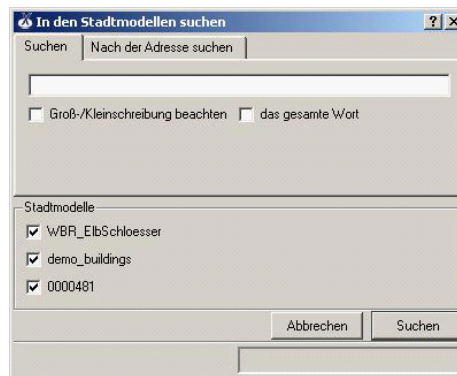 In den Stadtmodellen suchen
Suchen Nach der Adresse suchen
Groß-/Kleinschreibung beachten das gesamte Wort
Stadtmodelle
WBR_ElbSchloesser
demo_buildings
0000481
Abbrechen Suchen